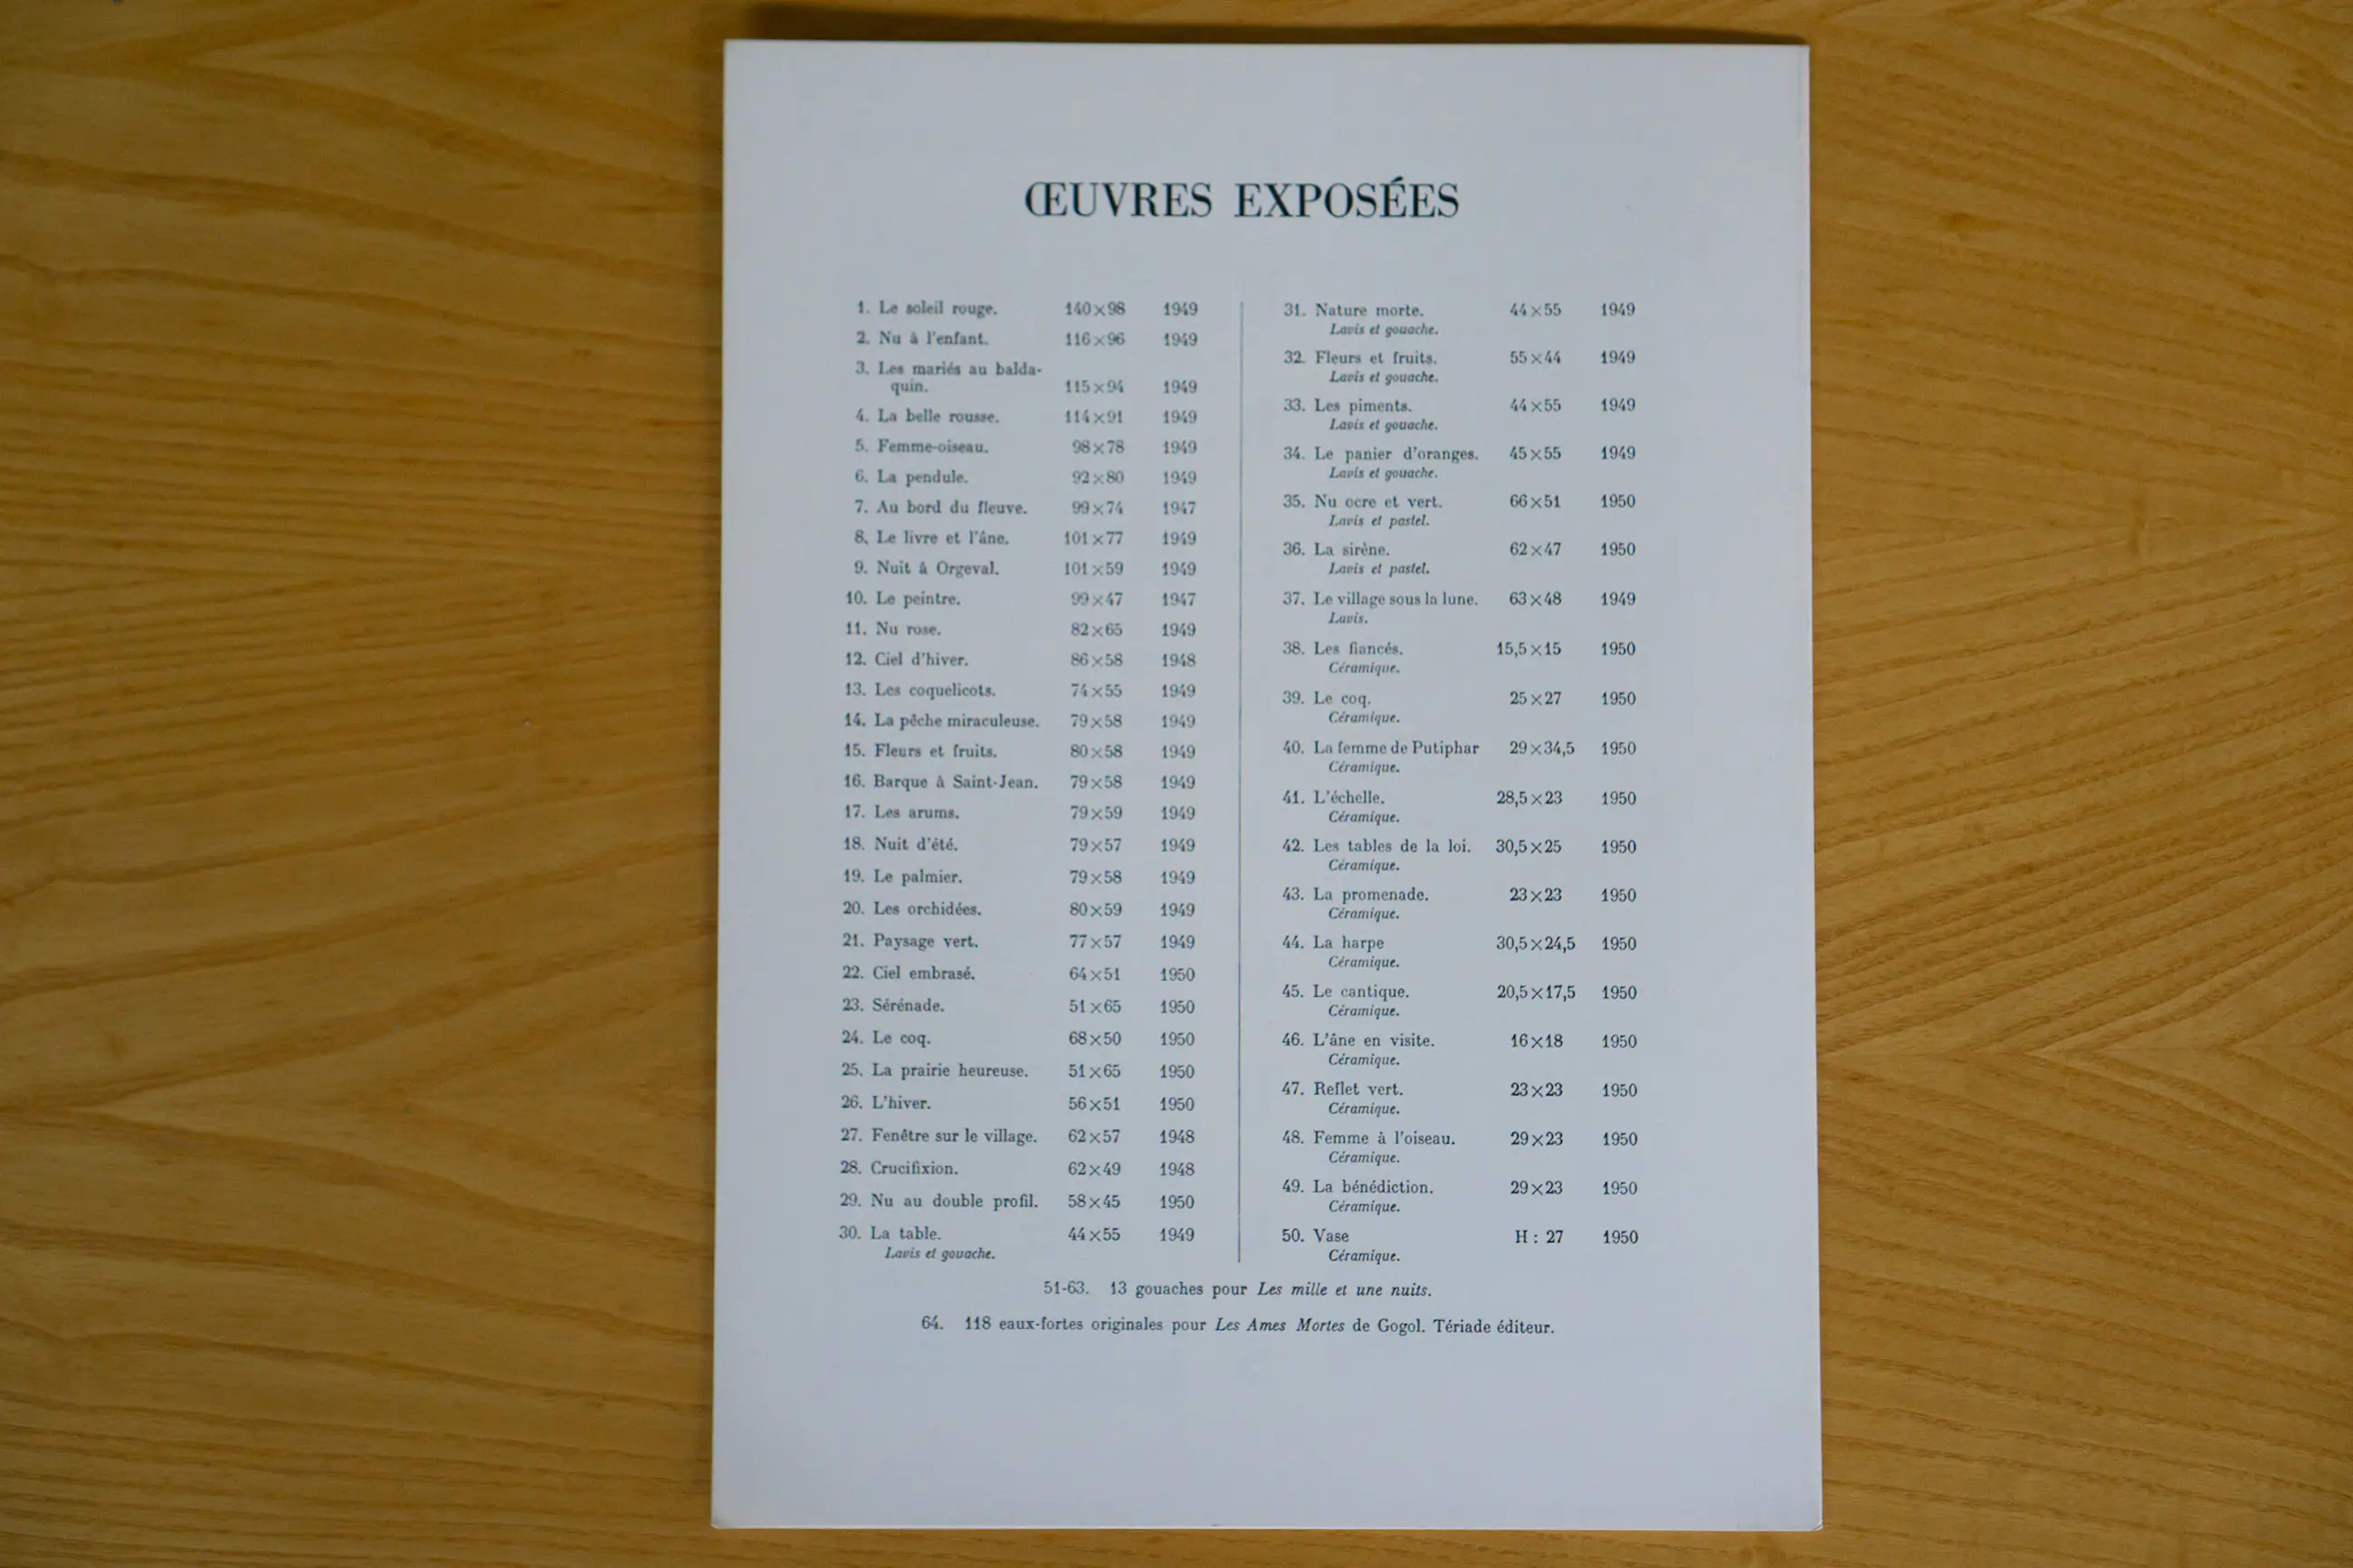 ŒUVRES EXPOSÉES
1. Le soleil rouge. 140×98 1949
2. Nu à l'enfant. 116×96 1949
3. Les mariés au balda-
quin. 115×94 1949
4. La belle rousse. 114×91 1949
5. Femme-oiseau. 98×78 1949
6. La pendule. 92×80 1949
7. Au bord du fleuve. 99×74 1947
8. Le livre et l'âne. 101×77 1949
9. Nuit à Orgeval. 101×59 1949
10. Le peintre. 99×47 1947
11. Nu rose. 82×65 1949
12. Ciel d'hiver. 86×58 1948
13. Les coquelicots. 74×55 1949
14. La pêche miraculeuse. 79×58 1949
15. Fleurs et fruits. 80×58 1949
16. Barque à Saint-Jean. 79×58 1949
17. Les arums. 79×59 1949
18. Nuit d'été. 79×57 1949
19. Le palmier. 79×58 1949
20. Les orchidées. 80×59 1949
21. Paysage vert. 77×57 1949
22. Ciel embrasé. 64×51 1950
23. Sérénade. 51×65 1950
24. Le coq. 68×50 1950
25. La prairie heureuse. 51×65 1950
26. L'hiver. 56×51 1950
27. Fenêtre sur le village. 62×57 1948
28. Crucifixion. 62×49 1948
29. Nu au double profil. 58×45 1950
30. La table. 44×55 1949
Lavis et gouache.
31. Nature morte. 44×55 1949
Lavis et gouache.
32. Fleurs et fruits. 55×44 1949
Lavis et gouache.
33. Les piments. 44×55 1949
Lavis et gouache.
34. Le panier d'oranges. 45×55 1949
Lavis et gouache.
35. Nu ocre et vert. 66×51 1950
Lavis et pastel.
36. La sirène. 62×47 1950
Lavis et pastel.
37. Le village sous la lune. 63×48 1949
Lavis.
38. Les fiancés. 15,5×15 1950
Céramique.
39. Le coq. 25×27 1950
Céramique.
40. La femme de Putiphar 29×34,5 1950
Céramique.
41. L'échelle. 28,5×23 1950
Céramique.
42. Les tables de la loi. 30,5×25 1950
Céramique.
43. La promenade. 23×23 1950
Céramique.
44. La harpe 30,5×24,5 1950
Céramique.
45. Le cantique. 20,5×17,5 1950
Céramique.
46. L'âne en visite. 16×18 1950
Céramique.
47. Reflet vert. 23×23 1950
Céramique.
48. Femme à l'oiseau. 29×23 1950
Céramique.
49. La bénédiction. 29×23 1950
Céramique.
50. Vase H : 27 1950
Céramique.
51-63. 13 gouaches pour Les mille et une nuits.
64. 118 eaux-fortes originales pour Les Ames Mortes de Gogol. Tériade éditeur.